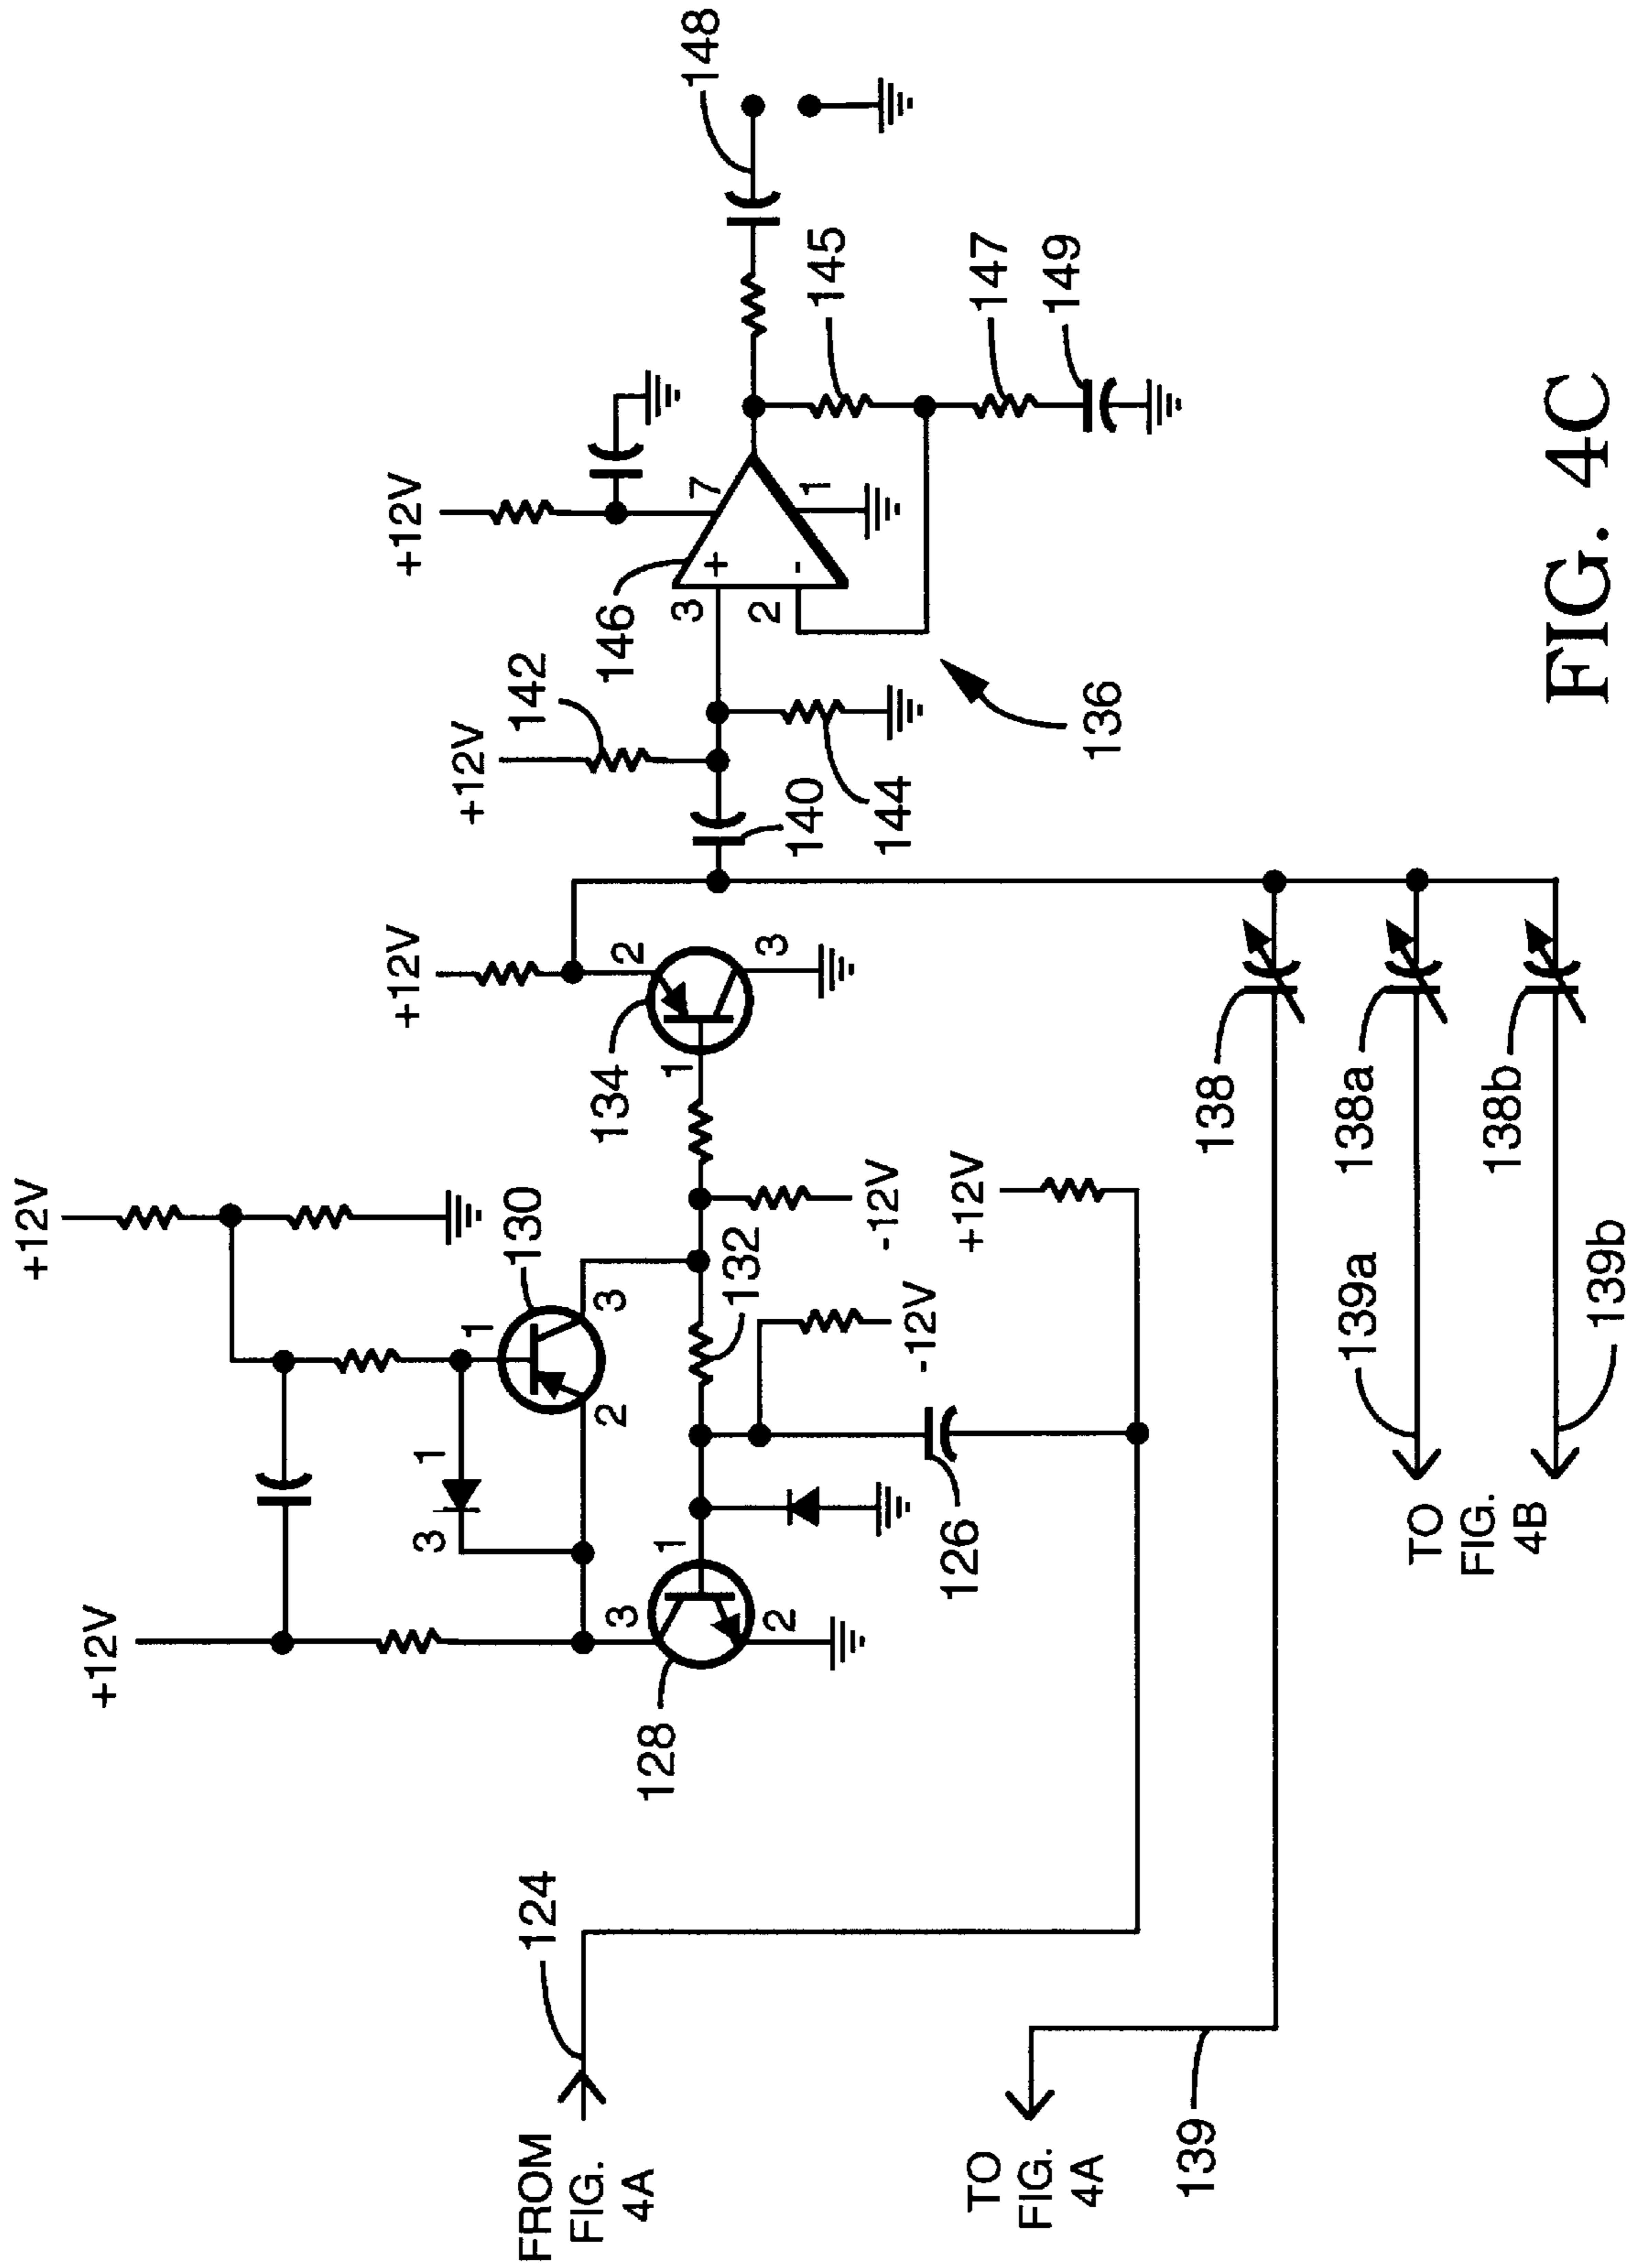 +12V
+12V
+12V
+12V
+12V
148
130
1
3
2
1
3
142
146
3
7
+
2
-
1
145
124
128
3
1
2
132
134
2
1
3
140
144
147
149
-12V
-12V
+12V
126
136
FROM
FIG.
4A
TO
FIG.
4A
139
138
138a
138b
139a
139b
TO
FIG.
4B
FIG. 4C